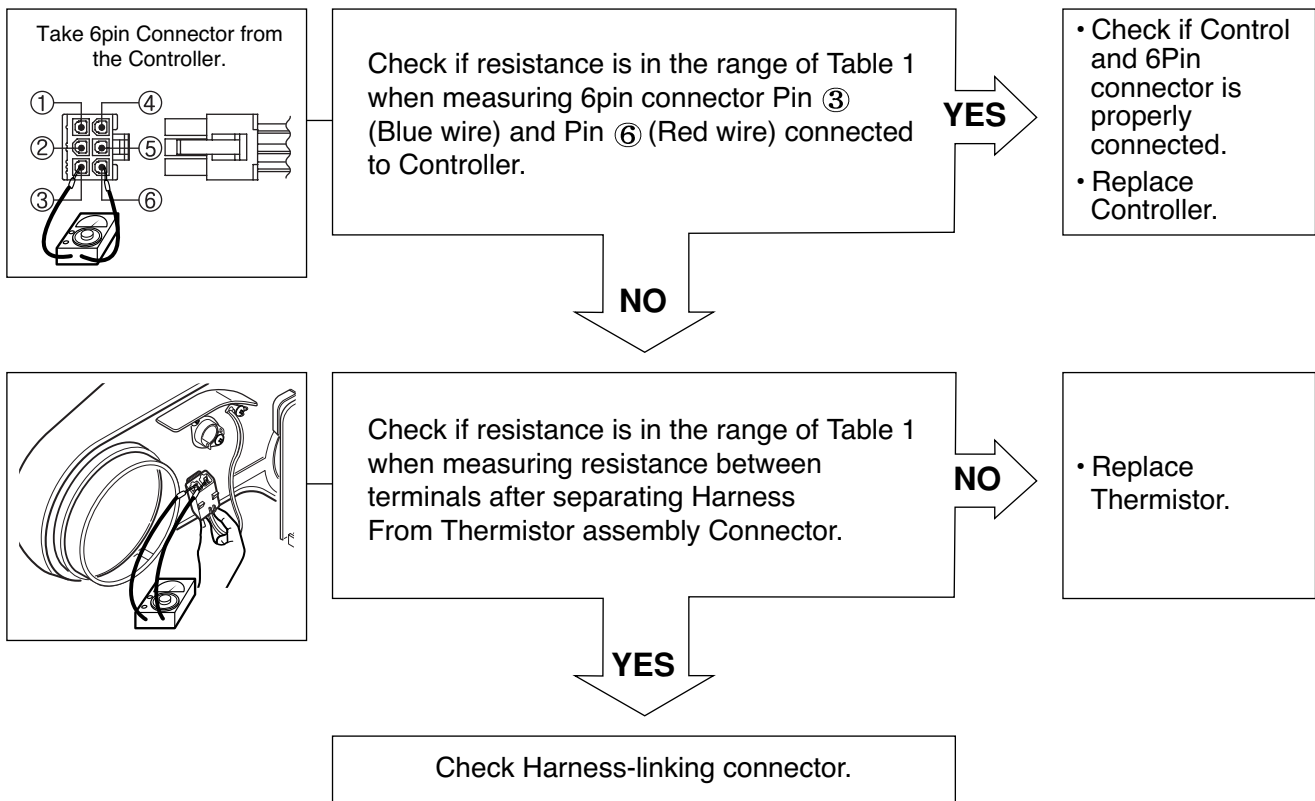 Take 6pin Connector from
the Controller.
① ④
② ⑤
③ ⑥
Check if resistance is in the range of Table 1
when measuring 6pin connector Pin ③
(Blue wire) and Pin ⑥ (Red wire) connected
to Controller.
YES
• Check if Control
and 6Pin
connector is
properly
connected.
• Replace
Controller.
NO
Check if resistance is in the range of Table 1
when measuring resistance between
terminals after separating Harness
From Thermistor assembly Connector.
NO
• Replace
Thermistor.
YES
Check Harness-linking connector.